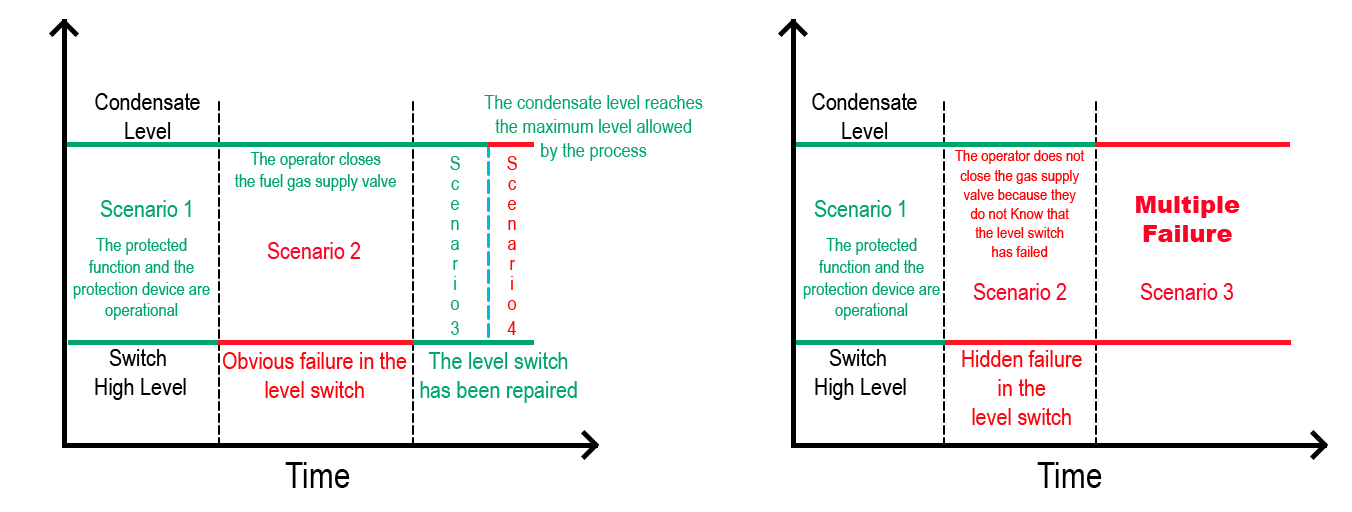 Condensate
Level
The condensate level reaches
the maximum level allowed
by the process
The operator closes
the fuel gas supply valve
Scenario 1
The protected
function and the
protection device are
operational
Scenario 2
Scenario 3
Scenario 4
Switch
High Level
Obvious failure in the
level switch
The level switch
has been repaired
Time
Condensate
Level
The operator does not
close the gas supply
valve because they
do not Know that
the level switch
has failed
Scenario 1
The protected
function and the
protection device are
operational
Scenario 2
Multiple
Failure
Scenario 3
Switch
High Level
Hidden failure
in the
level switch
Time